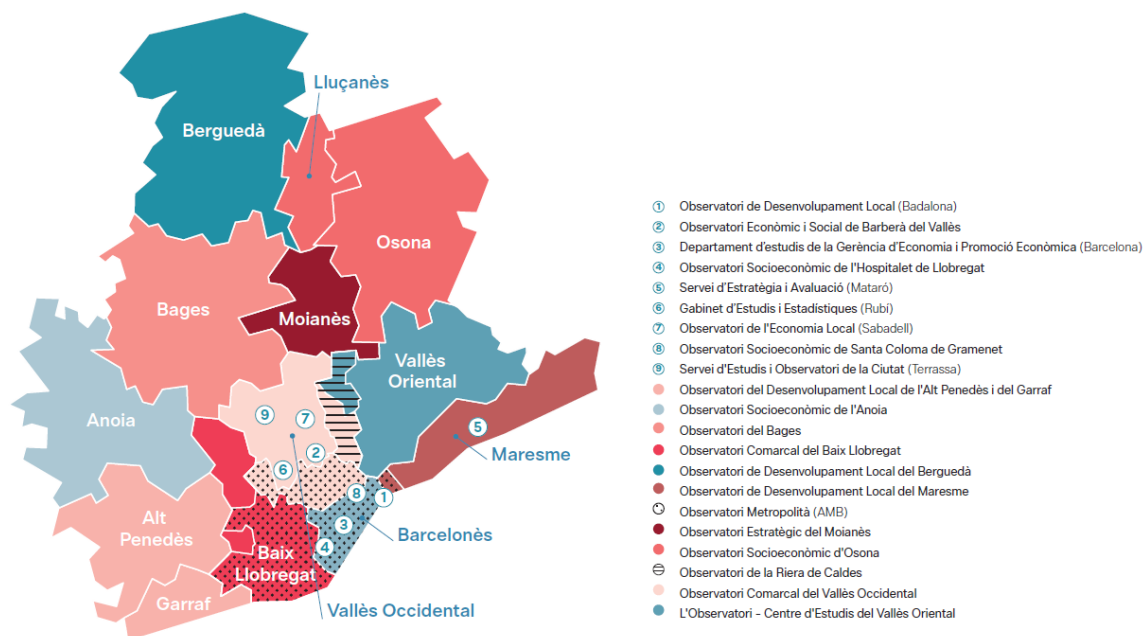 Lluçanès
Berguedà
Osona
Bages
Moianès
Vallès
Oriental
Anoia
9
7
5
2
Maresme
6
8
1
Alt
Penedès
3
Barcelonès
4
Baix
Llobregat
Garraf
Vallès Occidental
1 Observatori de Desenvolupament Local (Badalona)
2 Observatori Econòmic i Social de Barberà del Vallès
3 Departament d'estudis de la Gerència d'Economia i Promoció Econòmica (Barcelona)
4 Observatori Socioeconòmic de l'Hospitalet de Llobregat
5 Servei d'Estratègia i Avaluació (Mataró)
6 Gabinet d'Estudis i Estadístiques (Rubí)
7 Observatori de l'Economia Local (Sabadell)
8 Observatori Socioeconòmic de Santa Coloma de Gramenet
9 Servei d'Estudis i Observatori de la Ciutat (Terrassa)
Observatori del Desenvolupament Local de l'Alt Penedès i del Garraf
Observatori Socioeconòmic de l'Anoia
Observatori del Bages
Observatori Comarcal del Baix Llobregat
Observatori de Desenvolupament Local del Berguedà
Observatori de Desenvolupament Local del Maresme
Observatori Metropolità (AMB)
Observatori Estratègic del Moianès
Observatori Socioeconòmic d'Osona
Observatori de la Riera de Caldes
Observatori Comarcal del Vallès Occidental
L'Observatori - Centre d'Estudis del Vallès Oriental